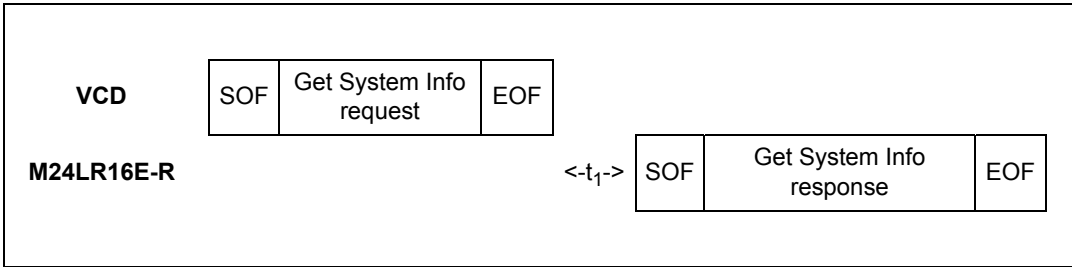 VCD SOF Get System Info request EOF
M24LR16E-R <-t1-> SOF Get System Info response EOF